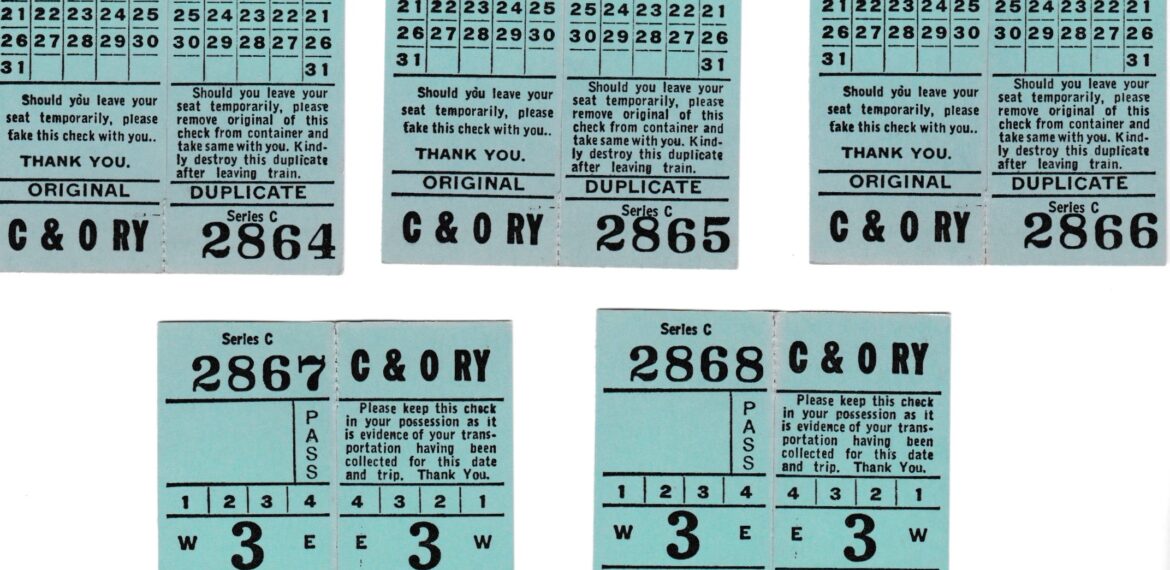 21 22 23 24 25
26 27 28 29 30
31
Should you leave your
seat temporarily, please
take this check with you..
THANK YOU.
ORIGINAL
C & O RY
25 24 23 22 21
30 29 28 27 26
31
Should you leave your
seat temporarily, please
remove original of this
check from container and
take same with you. Kind-
ly destroy this duplicate
after leaving train.
DUPLICATE
Series C
2864
21 22 23 24 25
26 27 28 29 30
31
Should you leave your
seat temporarily, please
take this check with you..
THANK YOU.
ORIGINAL
C & O RY
25 24 23 22 21
30 29 28 27 26
31
Should you leave your
seat temporarily, please
remove original of this
check from container and
take same with you. Kind-
ly destroy this duplicate
after leaving train.
DUPLICATE
Series C
2865
21 22 23 24 25
26 27 28 29 30
31
Should you leave your
seat temporarily, please
take this check with you..
THANK YOU.
ORIGINAL
C & O RY
25 24 23 22 21
30 29 28 27 26
31
Should you leave your
seat temporarily, please
remove original of this
check from container and
take same with you. Kind-
ly destroy this duplicate
after leaving train.
DUPLICATE
Series C
2866
Series C
2867
PASS
1 2 3 4
W 3 E
C & O RY
Please keep this check
in your possession as it
is evidence of your trans-
portation having been
collected for this date
and trip. Thank You.
4 3 2 1
E 3 W
Series C
2868
PASS
1 2 3 4
W 3 E
C & O RY
Please keep this check
in your possession as it
is evidence of your trans-
portation having been
collected for this date
and trip. Thank You.
4 3 2 1
E 3 W